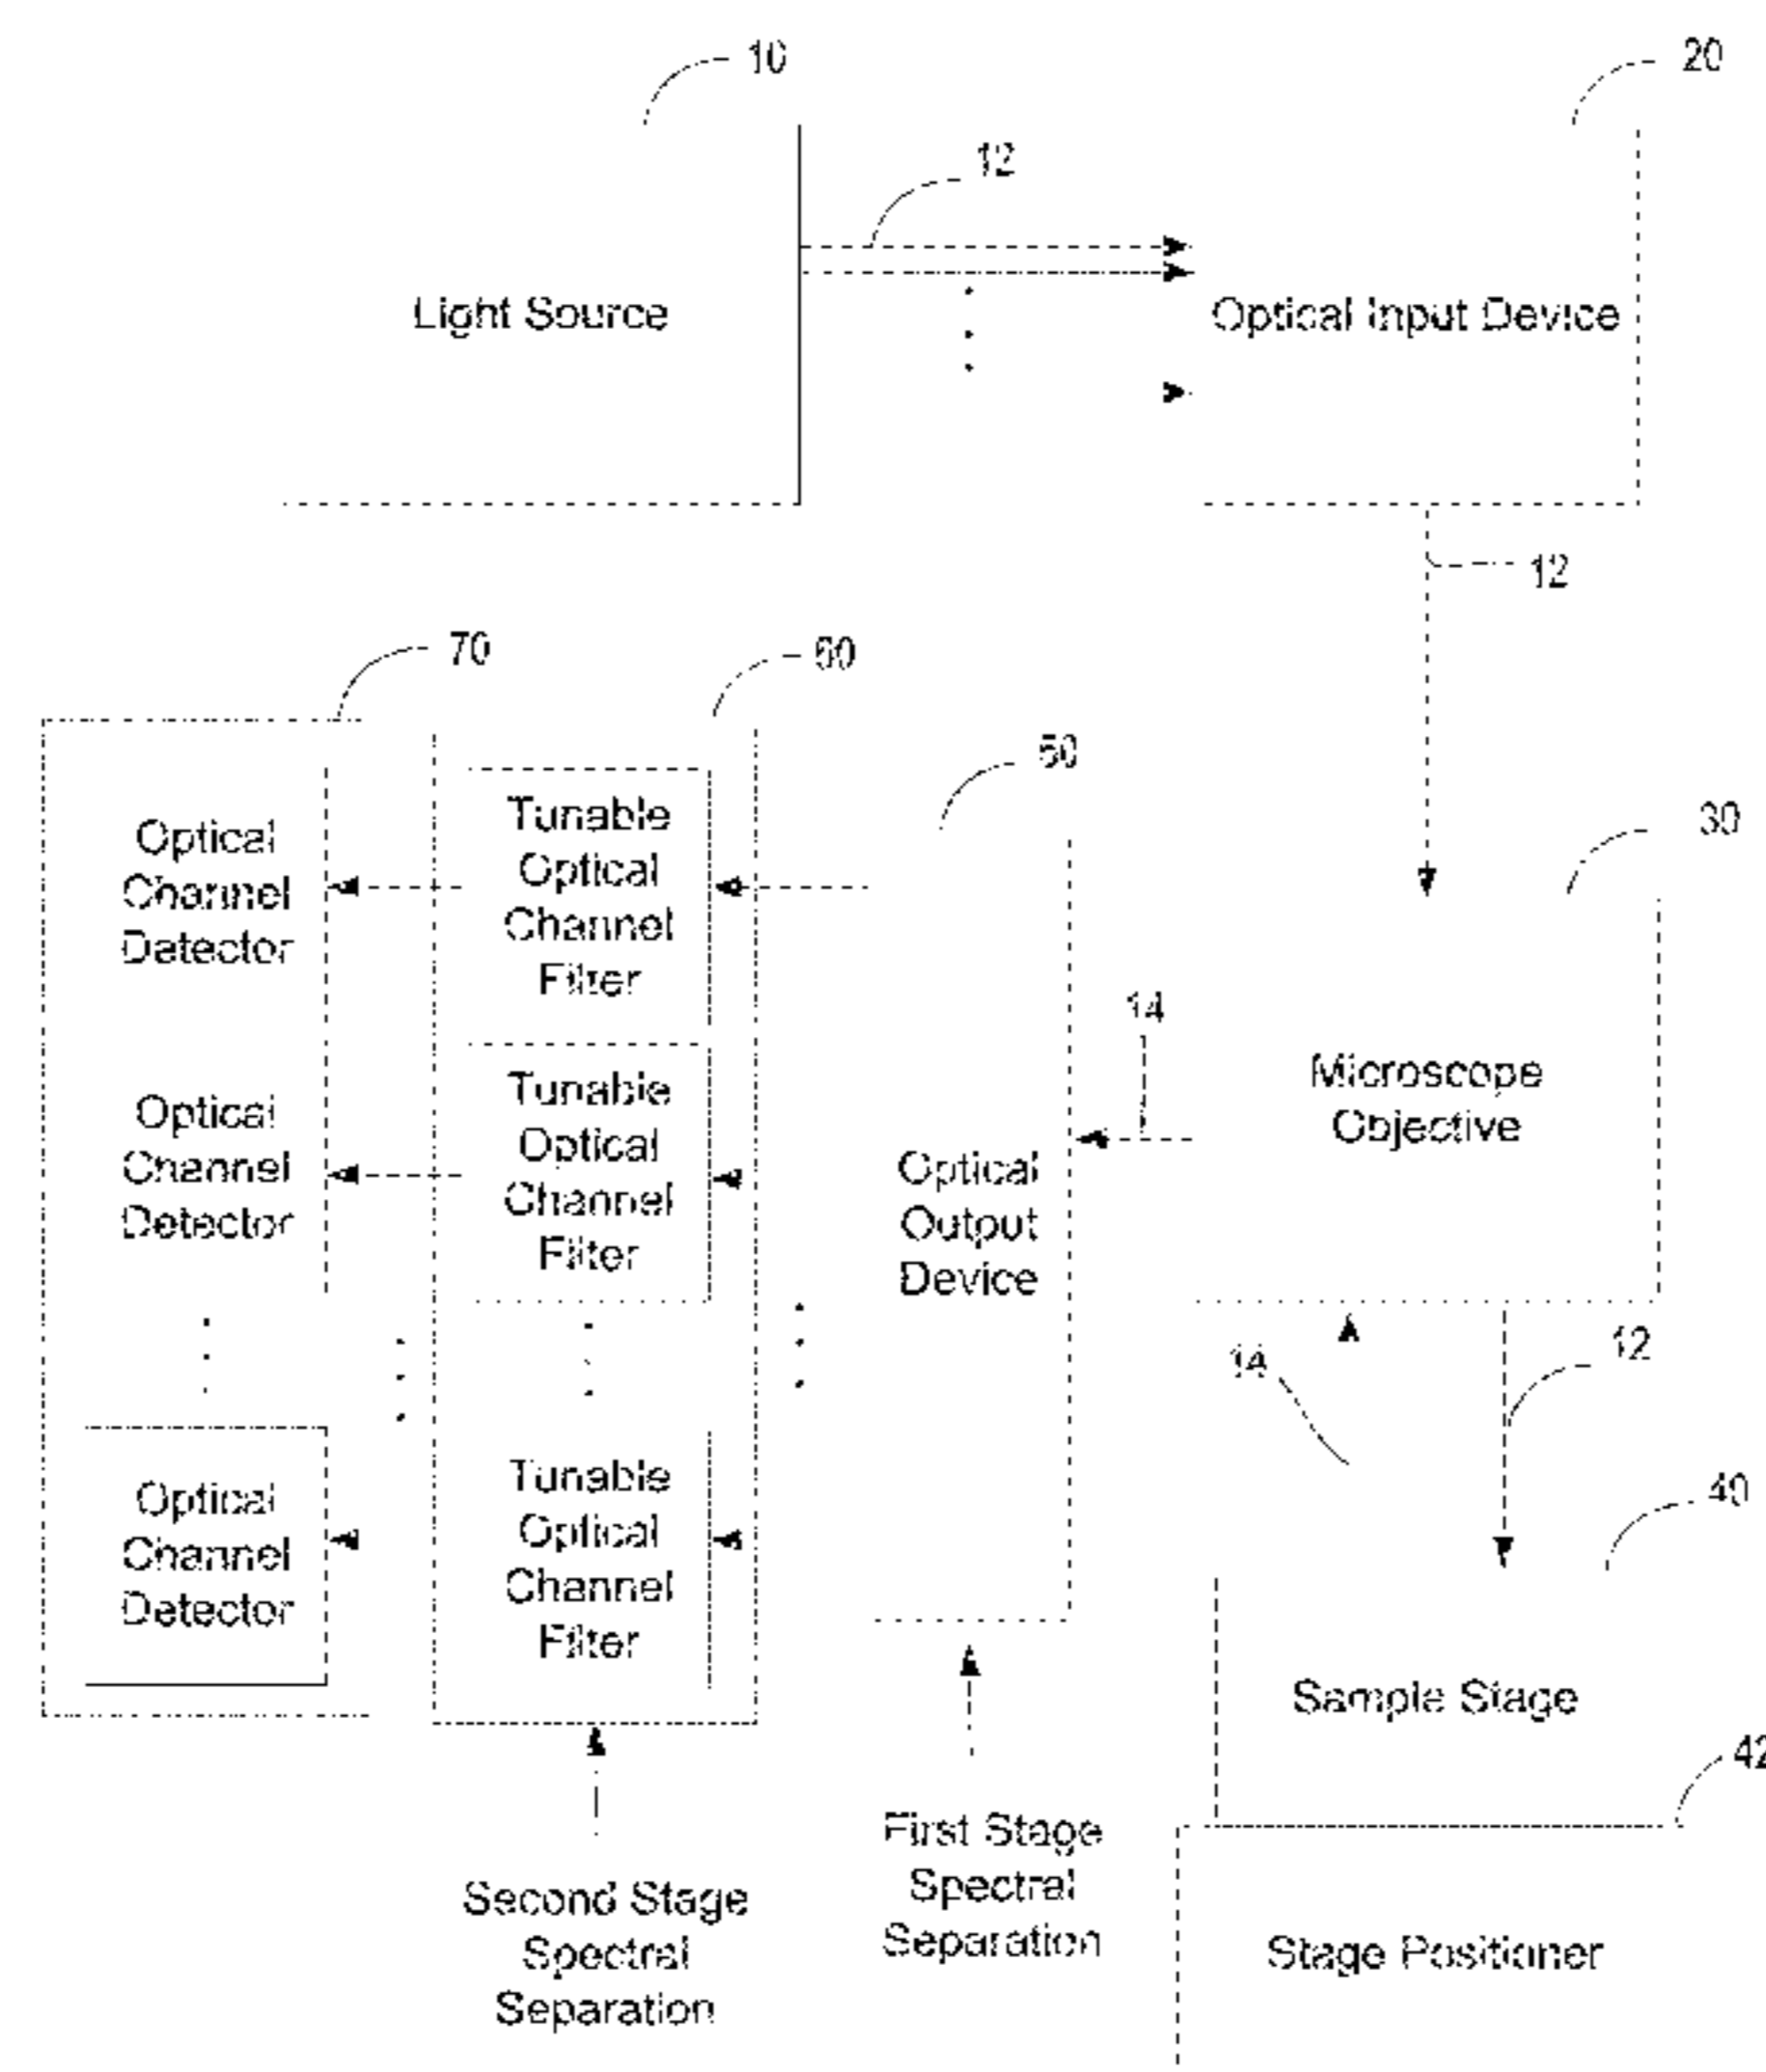 10
20
12
Light Source
Optical Input Device
12
70
60
50
30
Optical
Channel
Detector
Tunable
Optical
Channel
Filter
14
Microscope
Objective
Optical
Channel
Detector
Tunable
Optical
Channel
Filter
Optical
Output
Device
14
12
40
Optical
Channel
Detector
Tunable
Optical
Channel
Filter
Sample Stage
42
Second Stage
Spectral
Separation
First Stage
Spectral
Separation
Stage Positioner